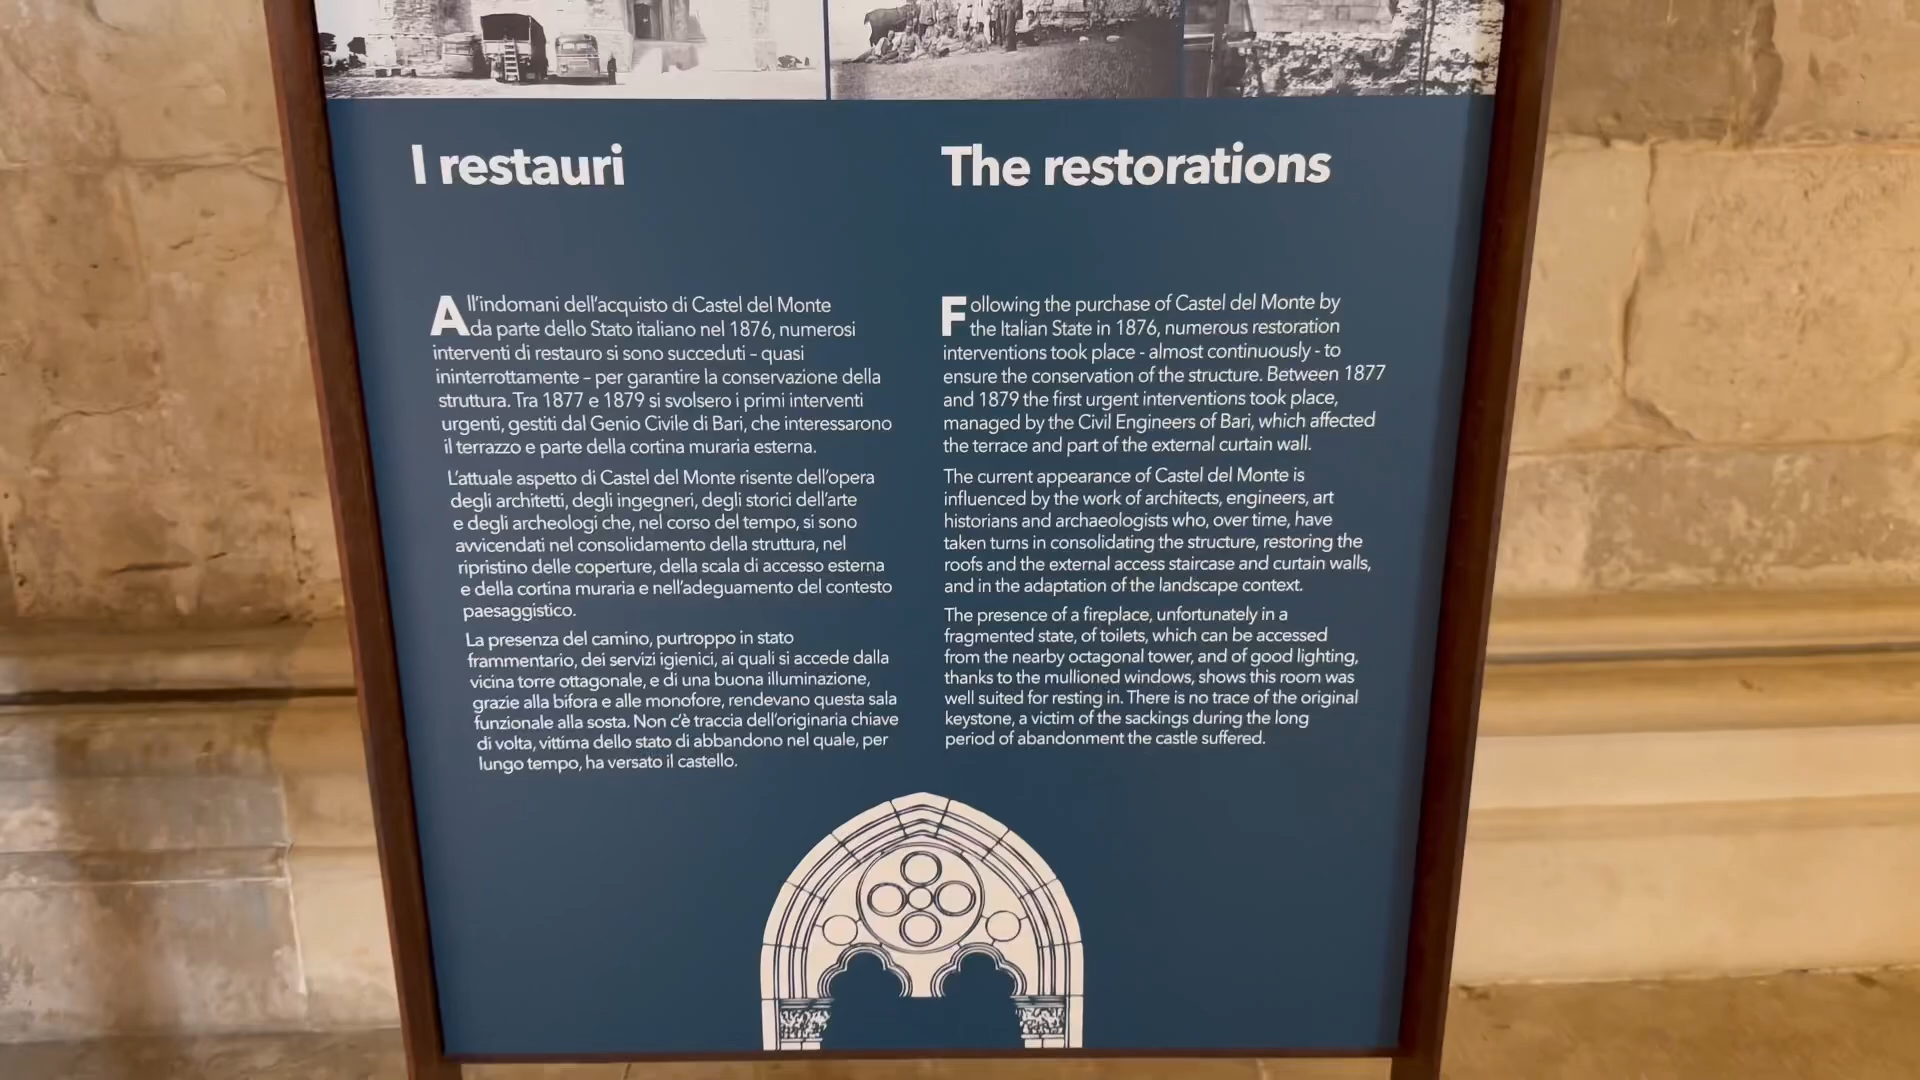 I restauri
All'indomani dell'acquisto di Castel del Monte
da parte dello Stato italiano nel 1876, numerosi
interventi di restauro si sono succeduti – quasi
ininterrottamente – per garantire la conservazione della
struttura. Tra 1877 e 1879 si svolsero i primi interventi
urgenti, gestiti dal Genio Civile di Bari, che interessarono
il terrazzo e parte della cortina muraria esterna.
L'attuale aspetto di Castel del Monte risente dell'opera
degli architetti, degli ingegneri, degli storici dell'arte
e degli archeologi che, nel corso del tempo, si sono
avvicendati nel consolidamento della struttura, nel
ripristino delle coperture, della scala di accesso esterna
e della cortina muraria e nell'adeguamento del contesto
paesaggistico.
La presenza del camino, purtroppo in stato
frammentario, dei servizi igienici, ai quali si accede dalla
vicina torre ottagonale, e di una buona illuminazione,
grazie alla bifora e alle monofore, rendevano questa sala
funzionale alla sosta. Non c'è traccia dell'originaria chiave
di volta, vittima dello stato di abbandono nel quale, per
lungo tempo, ha versato il castello.
The restorations
Following the purchase of Castel del Monte by
the Italian State in 1876, numerous restoration
interventions took place - almost continuously - to
ensure the conservation of the structure. Between 1877
and 1879 the first urgent interventions took place,
managed by the Civil Engineers of Bari, which affected
the terrace and part of the external curtain wall.
The current appearance of Castel del Monte is
influenced by the work of architects, engineers, art
historians and archaeologists who, over time, have
taken turns in consolidating the structure, restoring the
roofs and the external access staircase and curtain walls,
and in the adaptation of the landscape context.
The presence of a fireplace, unfortunately in a
fragmented state, of toilets, which can be accessed
from the nearby octagonal tower, and of good lighting,
thanks to the mullioned windows, shows this room was
well suited for resting in. There is no trace of the original
keystone, a victim of the sackings during the long
period of abandonment the castle suffered.